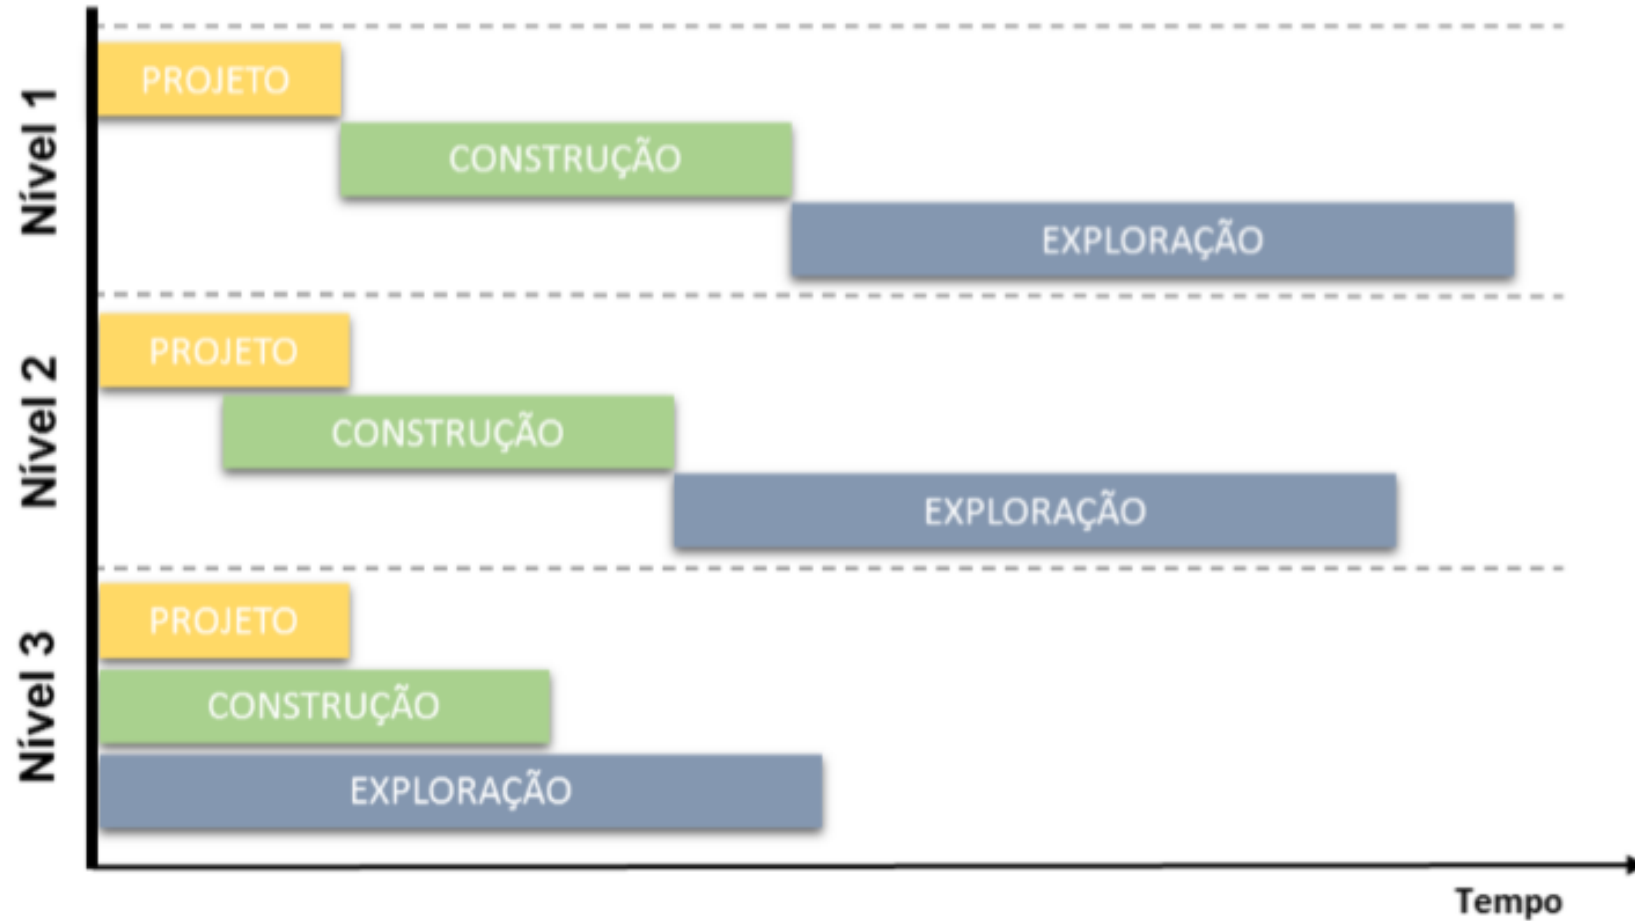 Nível 1
PROJETO
CONSTRUÇÃO
EXPLORAÇÃO
Nível 2
PROJETO
CONSTRUÇÃO
EXPLORAÇÃO
Nível 3
PROJETO
CONSTRUÇÃO
EXPLORAÇÃO
Tempo